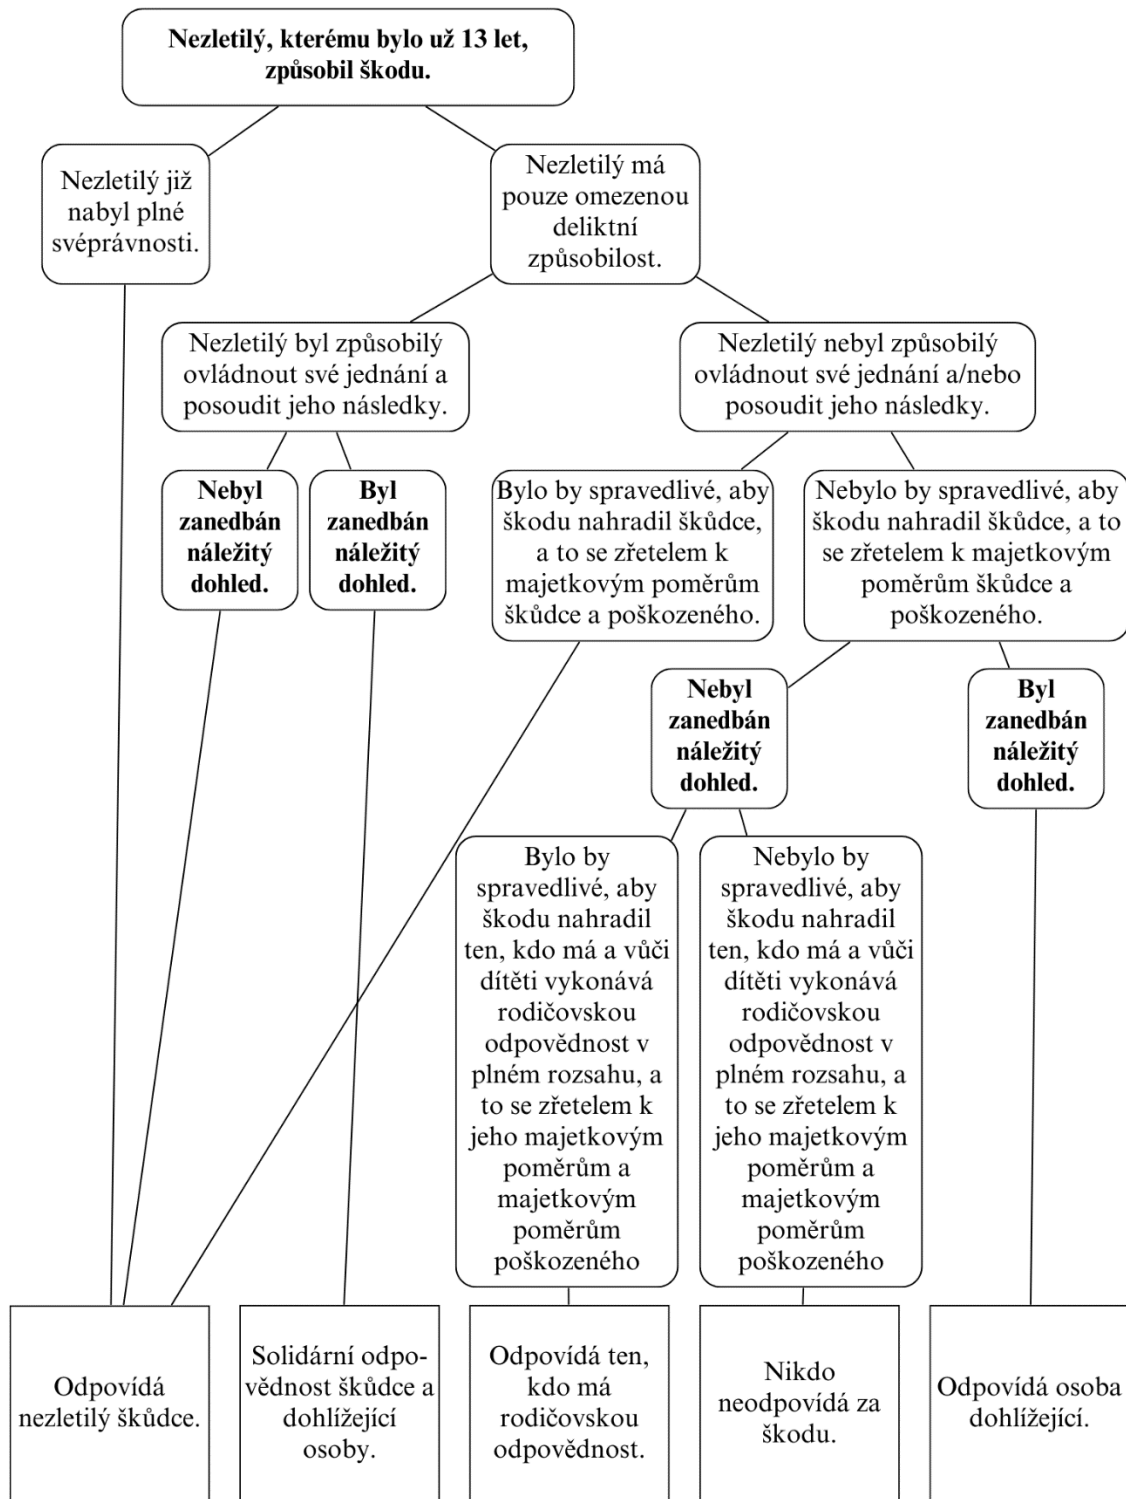 Nezletilý, kterému bylo už 13 let,
způsobil škodu.
Nezletilý již
nabyl plné
svéprávnosti.
Nezletilý má
pouze omezenou
deliktní
způsobilost.
Nezletilý byl způsobilý
ovládnout své jednání a
posoudit jeho následky.
Nezletilý nebyl způsobilý
ovládnout své jednání a/nebo
posoudit jeho následky.
Nebyl
zanedbán
náležitý
dohled.
Byl
zanedbán
náležitý
dohled.
Bylo by spravedlivé, aby
škodu nahradil škůdce,
a to se zřetelem k
majetkovým poměrům
škůdce a poškozeného.
Nebylo by spravedlivé, aby
škodu nahradil škůdce, a to
se zřetelem k majetkovým
poměrům škůdce a
poškozeného.
Nebyl
zanedbán
náležitý
dohled.
Byl
zanedbán
náležitý
dohled.
Bylo by
spravedlivé, aby
škodu nahradil
ten, kdo má a vůči
dítěti vykonává
rodičovskou
odpovědnost v
plném rozsahu, a
to se zřetelem k
jeho majetkovým
poměrům a
majetkovým
poměrům
poškozeného
Nebylo by
spravedlivé, aby
škodu nahradil
ten, kdo má a vůči
dítěti vykonává
rodičovskou
odpovědnost v
plném rozsahu, a
to se zřetelem k
jeho majetkovým
poměrům a
majetkovým
poměrům
poškozeného
Odpovídá
nezletilý škůdce.
Solidární odpo-
vědnost škůdce a
dohlížející
osoby.
Odpovídá ten,
kdo má
rodičovskou
odpovědnost.
Nikdo
neodpovídá za
škodu.
Odpovídá osoba
dohlížející.